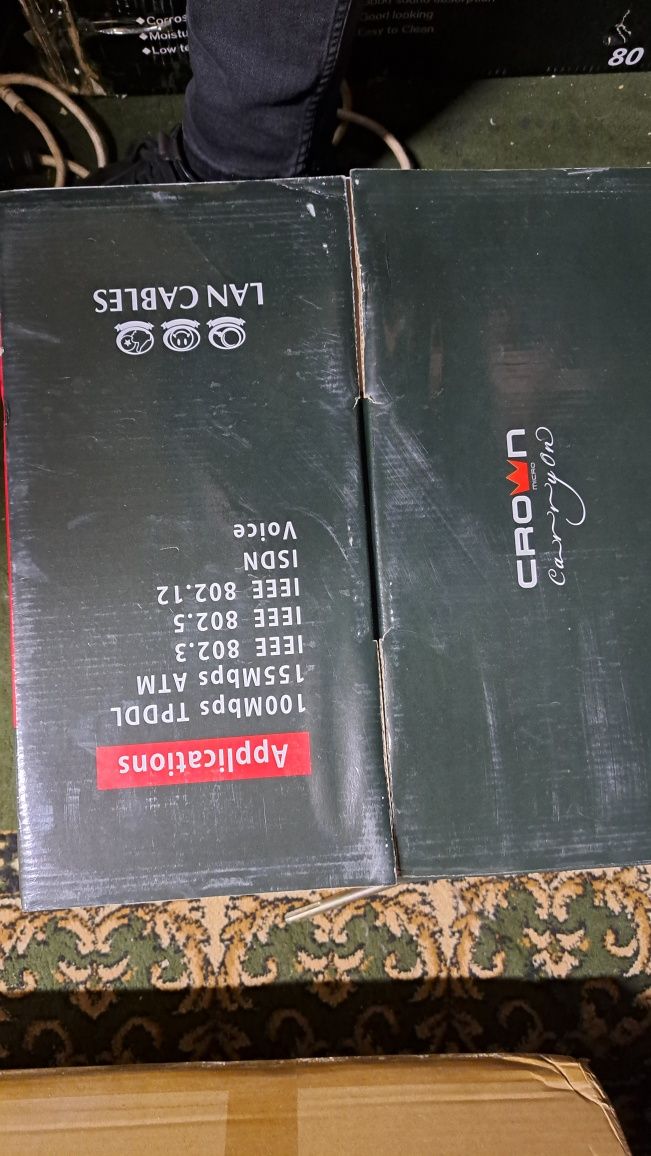 Good looking
Easy to Clean
80
LAN CABLES
Applications
100Mbps TPDDL
155Mbps ATM
IEEE 802.3
IEEE 802.5
IEEE 802.12
ISDN
Voice
CROWN
MICRO
Carry on